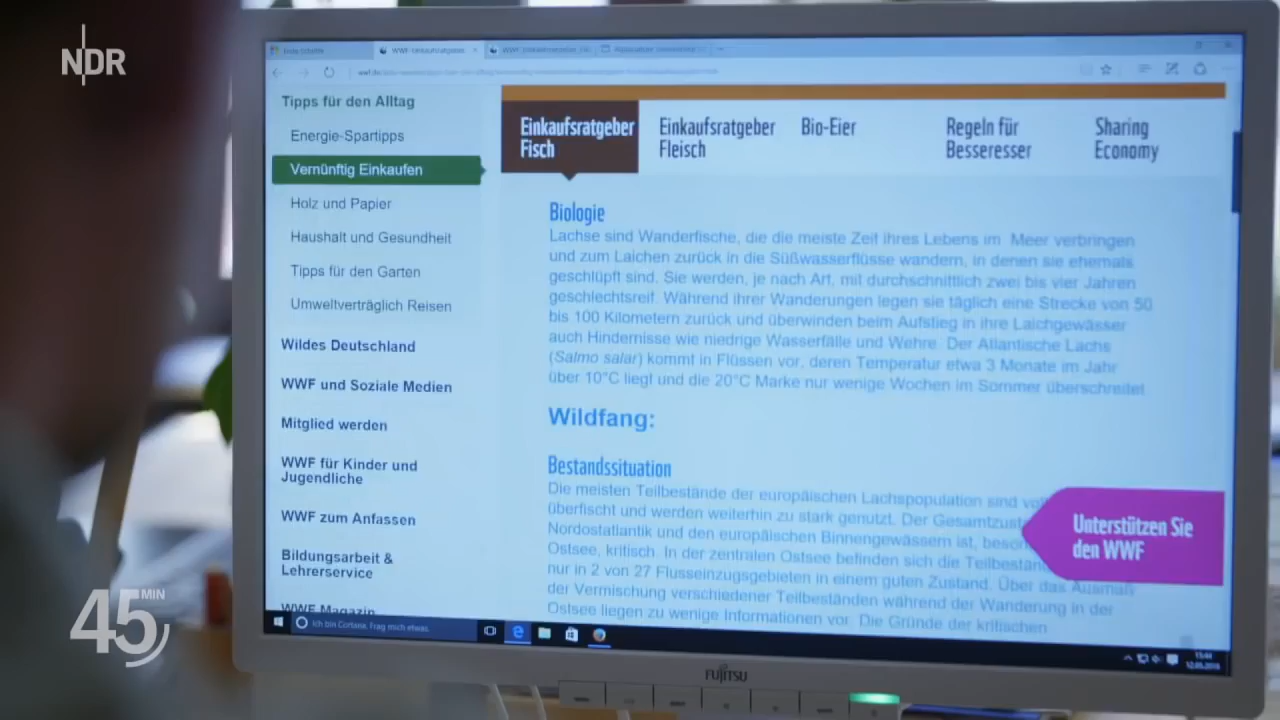 NDR
WWF Einkaufsratgeber
Tipps für den Alltag
Energie-Spartipps
Vernünftig Einkaufen
Holz und Papier
Haushalt und Gesundheit
Tipps für den Garten
Umweltverträglich Reisen
Wildes Deutschland
WWF und Soziale Medien
Mitglied werden
WWF für Kinder und
Jugendliche
WWF zum Anfassen
Bildungsarbeit &
Lehrerservice
WWF Magazin
Einkaufsratgeber
Fisch
Einkaufsratgeber
Fleisch
Bio-Eier
Regeln für
Besseresser
Sharing
Economy
Biologie
Lachse sind Wanderfische, die die meiste Zeit ihres Lebens im Meer verbringen
und zum Laichen zurück in die Süßwasserflüsse wandern, in denen sie ehemals
geschlüpft sind. Sie werden, je nach Art, mit durchschnittlich zwei bis vier Jahren
geschlechtsreif. Während ihrer Wanderungen legen sie täglich eine Strecke von 50
bis 100 Kilometern zurück und überwinden beim Aufstieg in ihre Laichgewässer
auch Hindernisse wie niedrige Wasserfälle und Wehre. Der Atlantische Lachs
(Salmo salar) kommt in Flüssen vor, deren Temperatur etwa 3 Monate im Jahr
über 10°C liegt und die 20°C Marke nur wenige Wochen im Sommer überschreitet.
Wildfang:
Bestandssituation
Die meisten Teilbestände der europäischen Lachspopulation sind vo
überfischt und werden weiterhin zu stark genutzt. Der Gesamtzust
Nordostatlantik und den europäischen Binnengewässern ist, beson
Ostsee, kritisch. In der zentralen Ostsee befinden sich die Teilbestän
nur in 2 von 27 Flusseinzugsgebieten in einem guten Zustand. Über das Ausmaß
der Vermischung verschiedener Teilbestände während der Wanderung in der
Ostsee liegen zu wenige Informationen vor. Die Gründe der kritischen
Unterstützen Sie
den WWF
Ich bin Cortana. Frag mich etwas.
15:44
12.05.2016
FUJITSU
45 MIN